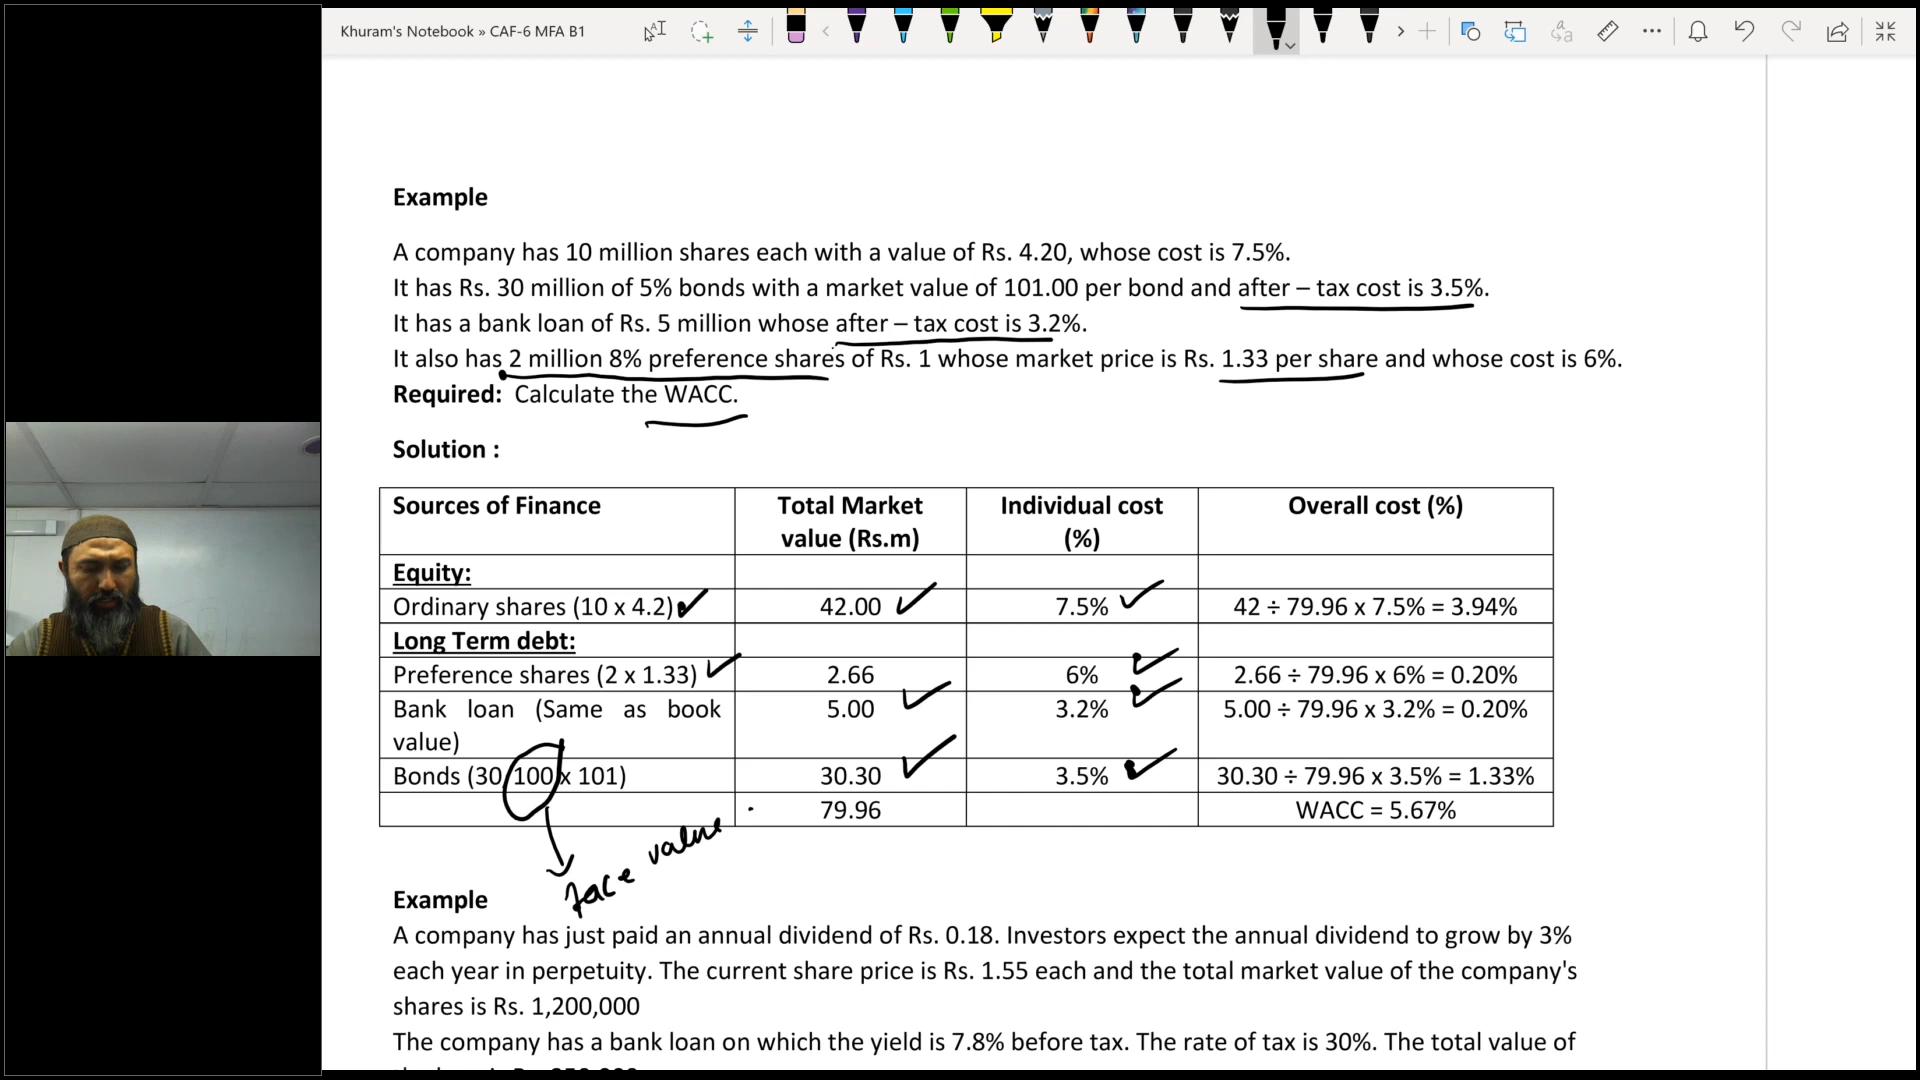 Khuram's Notebook » CAF-6 MFA B1
Example
A company has 10 million shares each with a value of Rs. 4.20, whose cost is 7.5%.
It has Rs. 30 million of 5% bonds with a market value of 101.00 per bond and after – tax cost is 3.5%.
It has a bank loan of Rs. 5 million whose after – tax cost is 3.2%.
It also has 2 million 8% preference shares of Rs. 1 whose market price is Rs. 1.33 per share and whose cost is 6%.
Required: Calculate the WACC.
Solution :
Sources of Finance Total Market value (Rs.m) Individual cost (%) Overall cost (%)
Equity:
Ordinary shares (10 x 4.2) 42.00 7.5% 42 ÷ 79.96 x 7.5% = 3.94%
Long Term debt:
Preference shares (2 x 1.33) 2.66 6% 2.66 ÷ 79.96 x 6% = 0.20%
Bank loan (Same as book value) 5.00 3.2% 5.00 ÷ 79.96 x 3.2% = 0.20%
Bonds (30/100 x 101) 30.30 3.5% 30.30 ÷ 79.96 x 3.5% = 1.33%
79.96 WACC = 5.67%
face value
Example
A company has just paid an annual dividend of Rs. 0.18. Investors expect the annual dividend to grow by 3%
each year in perpetuity. The current share price is Rs. 1.55 each and the total market value of the company's
shares is Rs. 1,200,000
The company has a bank loan on which the yield is 7.8% before tax. The rate of tax is 30%. The total value of